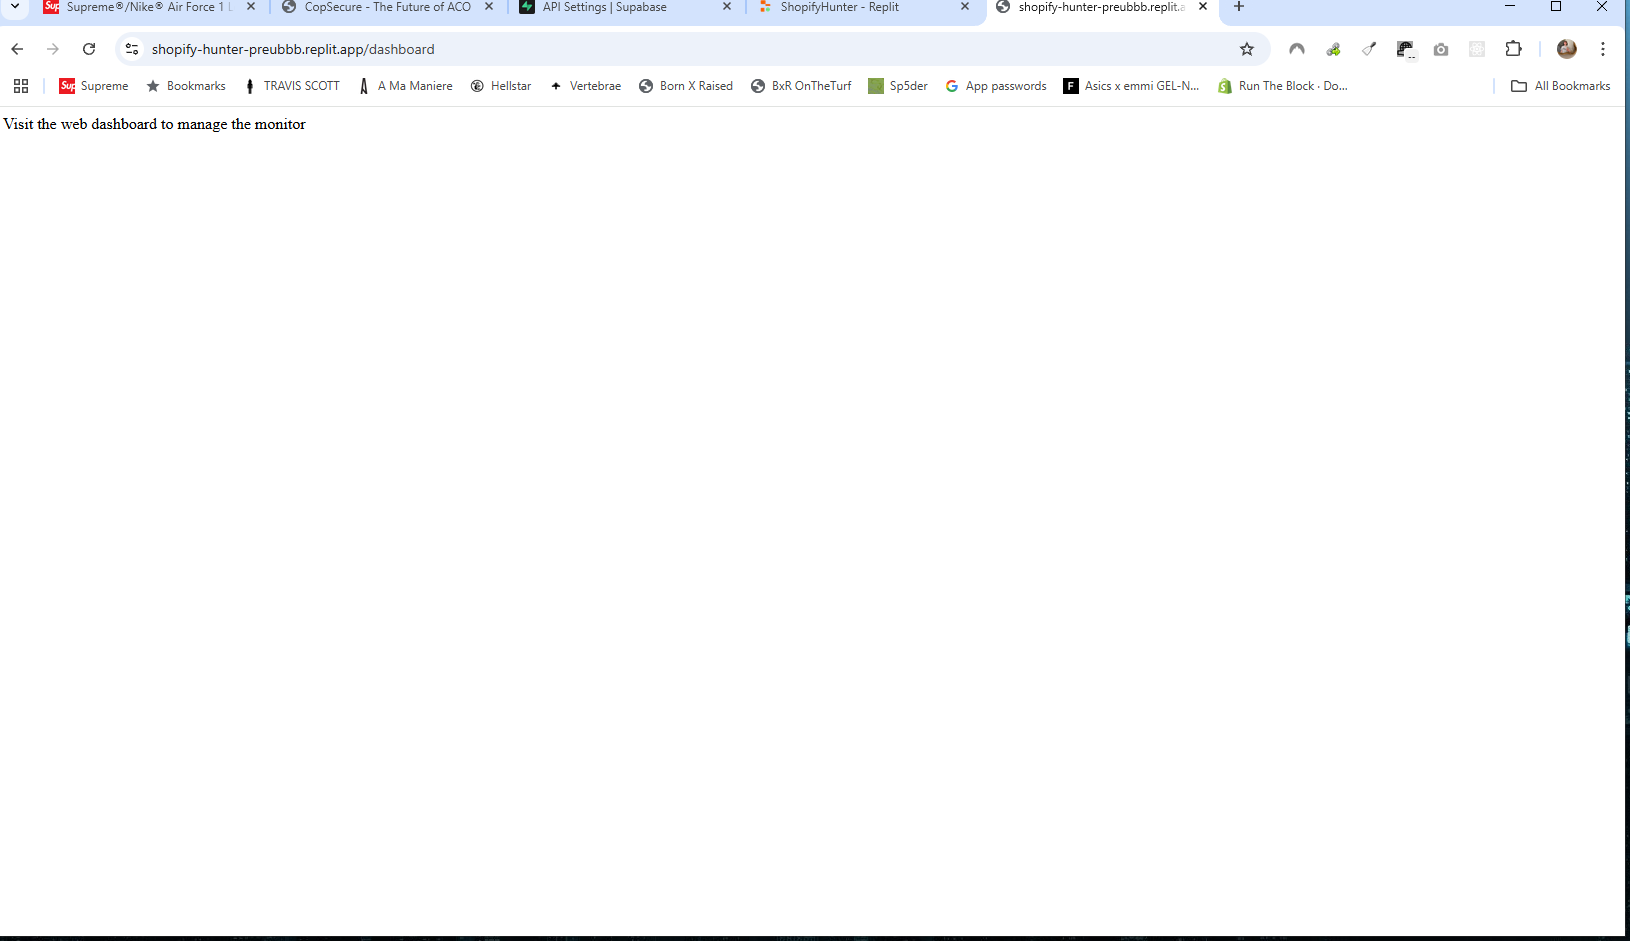 Sup Supreme®/Nike® Air Force 1 L
CopSecure - The Future of ACO
API Settings | Supabase
ShopifyHunter - Replit
shopify-hunter-preubbb.replit.a
shopify-hunter-preubbb.replit.app/dashboard
Sup Supreme
Bookmarks
TRAVIS SCOTT
A Ma Maniere
Hellstar
Vertebrae
Born X Raised
BxR OnTheTurf
Sp5der
G App passwords
F Asics x emmi GEL-N...
Run The Block · Do...
All Bookmarks
Visit the web dashboard to manage the monitor